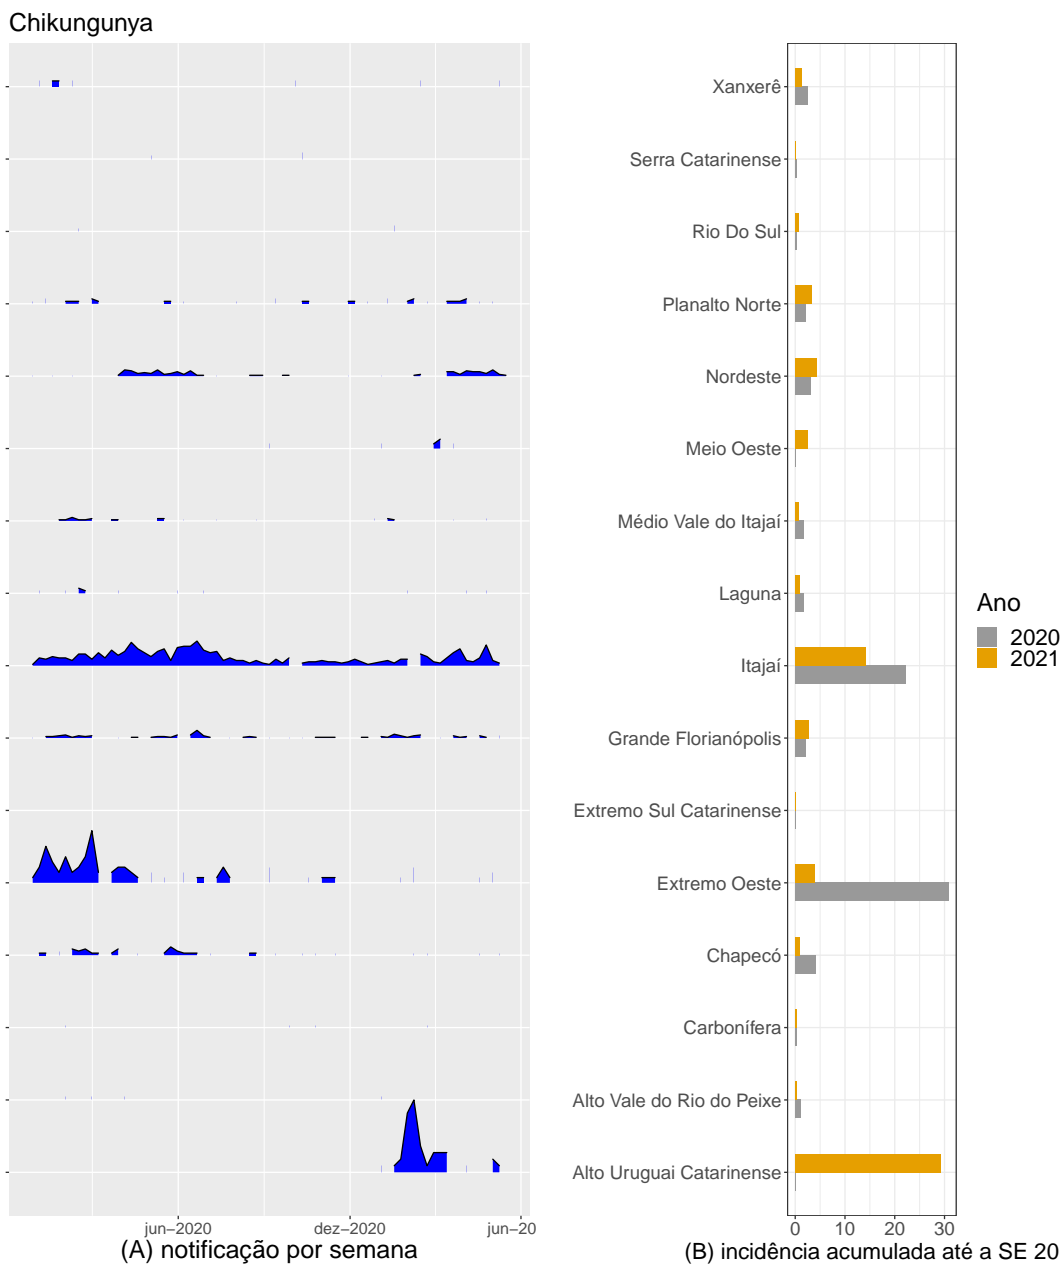 Chikungunya
Xanxerê
Serra Catarinense
Rio Do Sul
Planalto Norte
Nordeste
Meio Oeste
Médio Vale do Itajaí
Laguna
Itajaí
Grande Florianópolis
Extremo Sul Catarinense
Extremo Oeste
Chapecó
Carbonífera
Alto Vale do Rio do Peixe
Alto Uruguai Catarinense
Ano
2020
2021
jun−2020 dez−2020 jun−20
0 10 20 30
(A) notificação por semana
(B) incidência acumulada até a SE 20